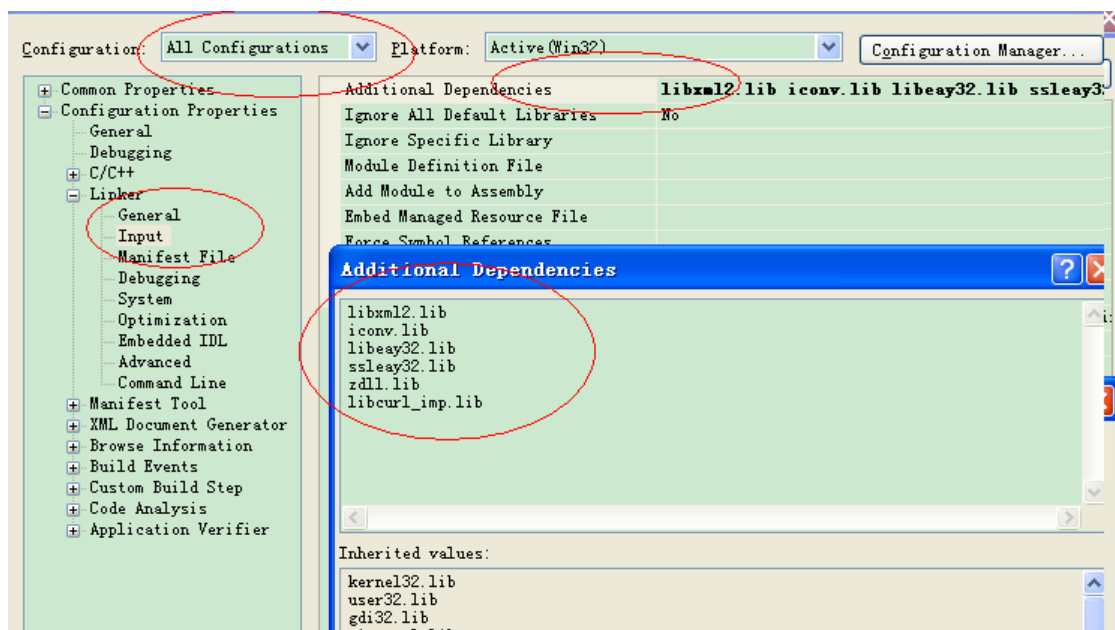 Configuration: All Configurations Platform: Active(Win32) Configuration Manager...
Common Properties
Configuration Properties
General
Debugging
C/C++
Linker
General
Input
Manifest File
Debugging
System
Optimization
Embedded IDL
Advanced
Command Line
Manifest Tool
XML Document Generator
Browse Information
Build Events
Custom Build Step
Code Analysis
Application Verifier
Additional Dependencies libxml2.lib iconv.lib libeay32.lib ssleay3
Ignore All Default Libraries No
Ignore Specific Library
Module Definition File
Add Module to Assembly
Embed Managed Resource File
Force Symbol References
Additional Dependencies
libxml2.lib
iconv.lib
libeay32.lib
ssleay32.lib
zdll.lib
libcurl_imp.lib
Inherited values:
kernel32.lib
user32.lib
gdi32.lib